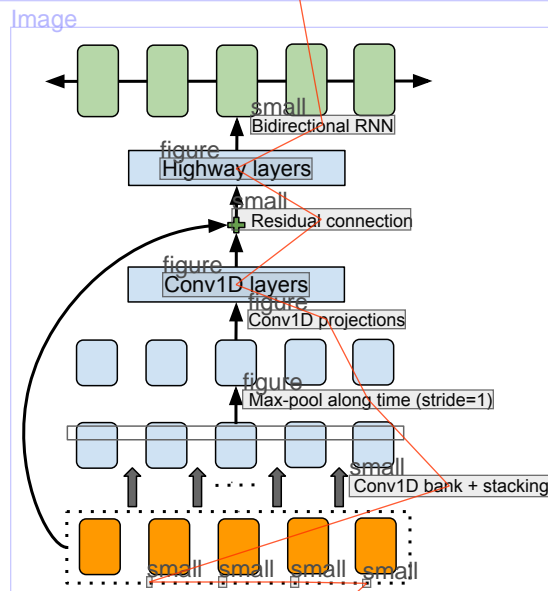 Image
small
Bidirectional RNN
figure
Highway layers
small
Residual connection
figure
Conv1D layers
figure
Conv1D projections
figure
Max-pool along time (stride=1)
small
Conv1D bank + stacking
small small small small